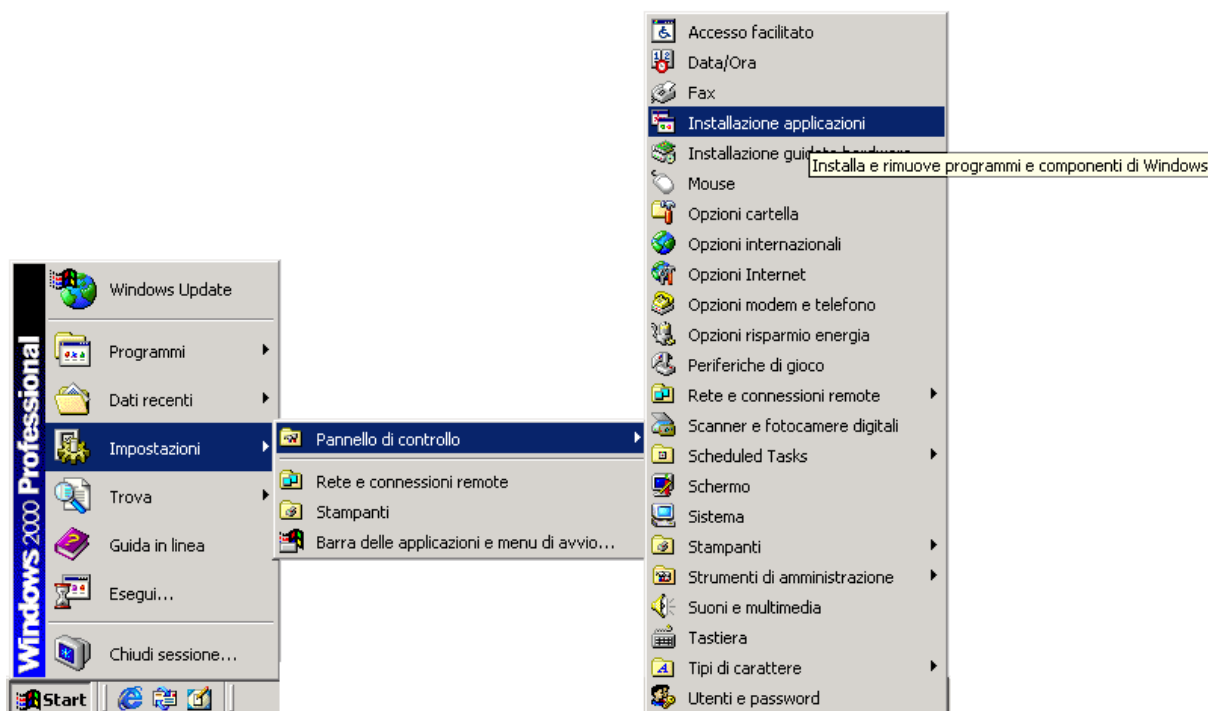 Windows 2000 Professional
Windows Update
Programmi
Dati recenti
Impostazioni
Trova
Guida in linea
Esegui...
Chiudi sessione...
Start
Pannello di controllo
Rete e connessioni remote
Stampanti
Barra delle applicazioni e menu di avvio...
Accesso facilitato
Data/Ora
Fax
Installazione applicazioni
Installazione guidata hardware
Installa e rimuove programmi e componenti di Windows
Mouse
Opzioni cartella
Opzioni internazionali
Opzioni Internet
Opzioni modem e telefono
Opzioni risparmio energia
Periferiche di gioco
Rete e connessioni remote
Scanner e fotocamere digitali
Scheduled Tasks
Schermo
Sistema
Stampanti
Strumenti di amministrazione
Suoni e multimedia
Tastiera
Tipi di carattere
Utenti e password